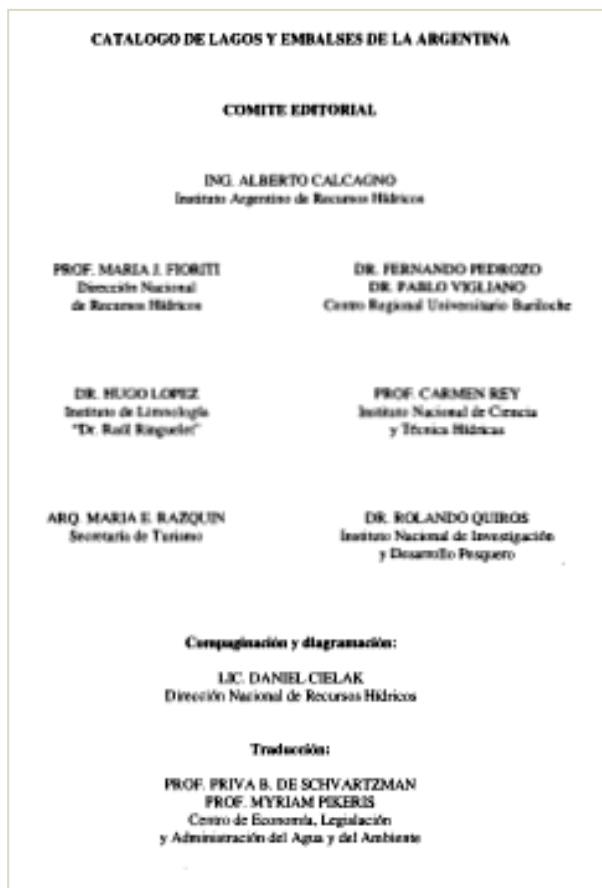 CATALOGO DE LAGOS Y EMBALSES DE LA ARGENTINA
COMITE EDITORIAL
ING. ALBERTO CALCAGNO
Instituto Argentino de Recursos Hídricos
PROF. MARIA J. FIORITI
Dirección Nacional
de Recursos Hídricos
DR. FERNANDO PEDROZO
DR. PABLO VIGLIANO
Centro Regional Universitario Bariloche
DR. HUGO LOPEZ
Instituto de Limnología
"Dr. Raúl Ringuelet"
PROF. CARMEN REY
Instituto Nacional de Ciencia
y Técnica Hídricas
ARQ. MARIA E. RAZQUIN
Secretaría de Turismo
DR. ROLANDO QUIROS
Instituto Nacional de Investigación
y Desarrollo Pesquero
Compaginación y diagramación:
LIC. DANIEL CIELAK
Dirección Nacional de Recursos Hídricos
Traducción:
PROF. PRIVA B. DE SCHVARTZMAN
PROF. MYRIAM PIKERIS
Centro de Economía, Legislación
y Administración del Agua y del Ambiente